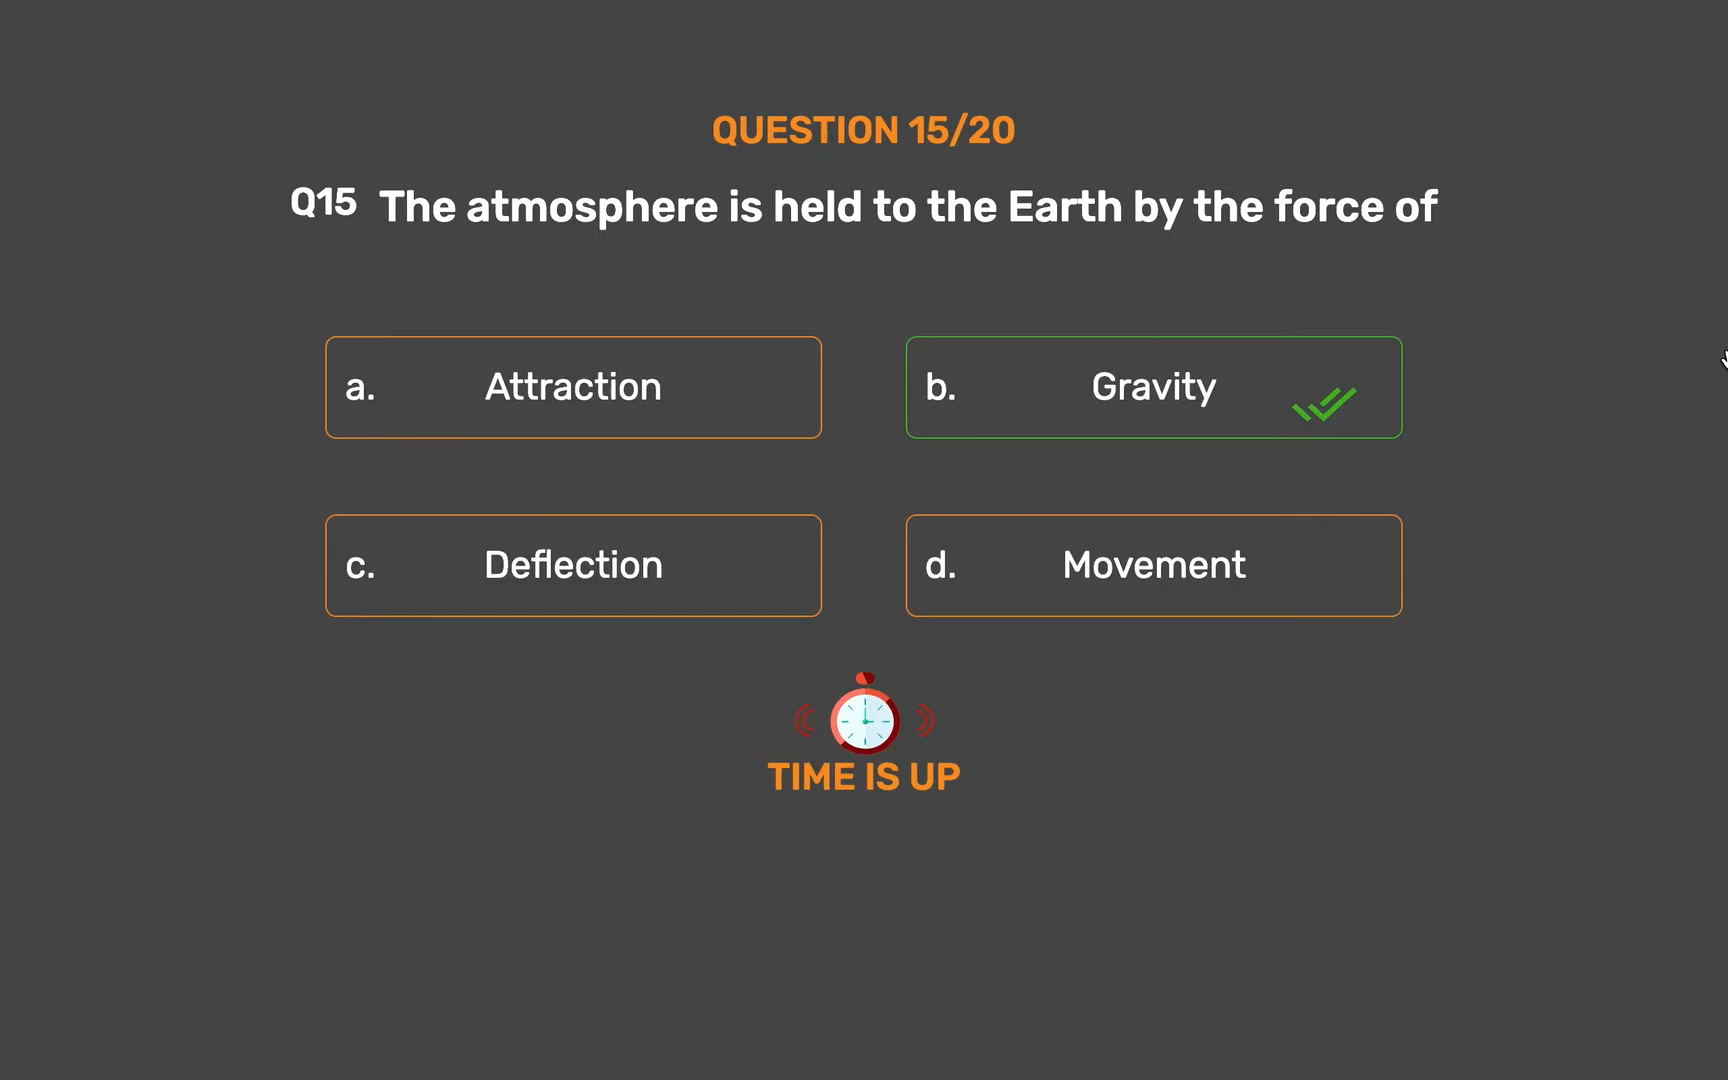 QUESTION 15/20
Q15 The atmosphere is held to the Earth by the force of
a. Attraction
b. Gravity
c. Deflection
d. Movement
TIME IS UP